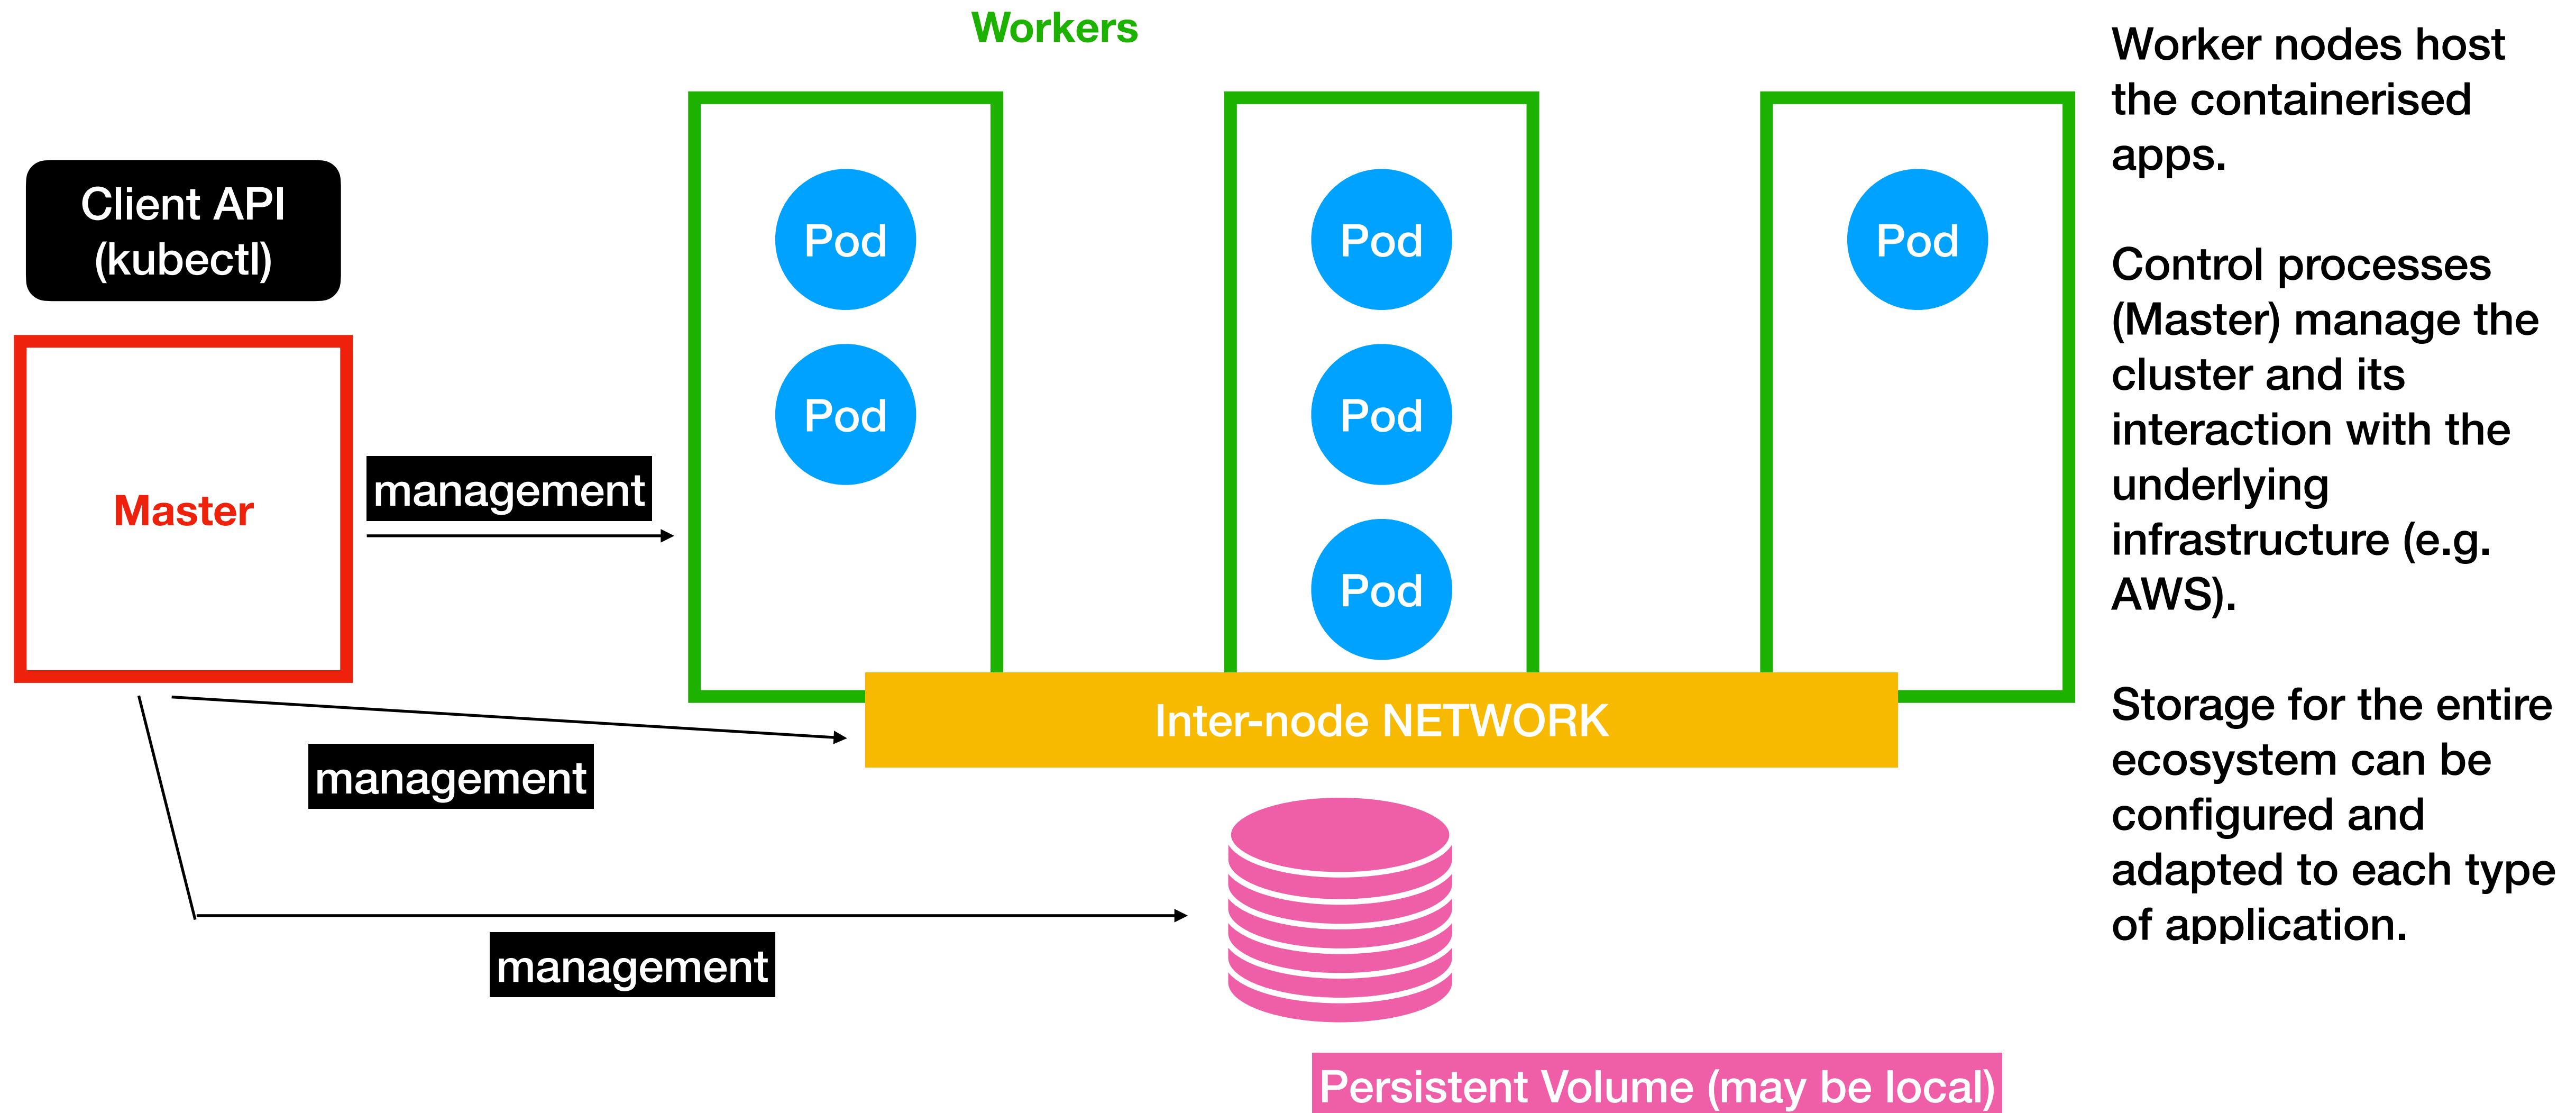 Workers
Client API
(kubectl)
Master
management
management
management
Pod
Pod
Pod
Pod
Pod
Pod
Inter-node NETWORK
Persistent Volume (may be local)
Worker nodes host
the containerised
apps.
Control processes
(Master) manage the
cluster and its
interaction with the
underlying
infrastructure (e.g.
AWS).
Storage for the entire
ecosystem can be
configured and
adapted to each type
of application.